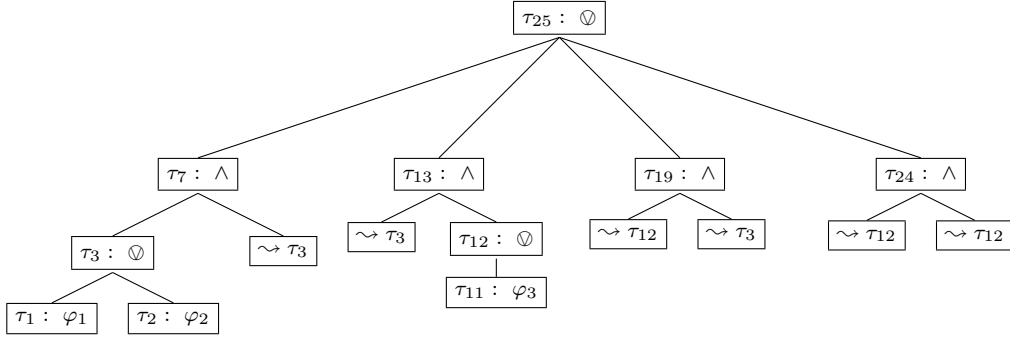 τ₂₅ : ⊚
τ₇ : ∧
τ₁₃ : ∧
τ₁₉ : ∧
τ₂₄ : ∧
τ₃ : ⊚
⇝ τ₃
⇝ τ₃
τ₁₂ : ⊚
⇝ τ₁₂
⇝ τ₃
⇝ τ₁₂
⇝ τ₁₂
τ₁ : φ₁
τ₂ : φ₂
τ₁₁ : φ₃